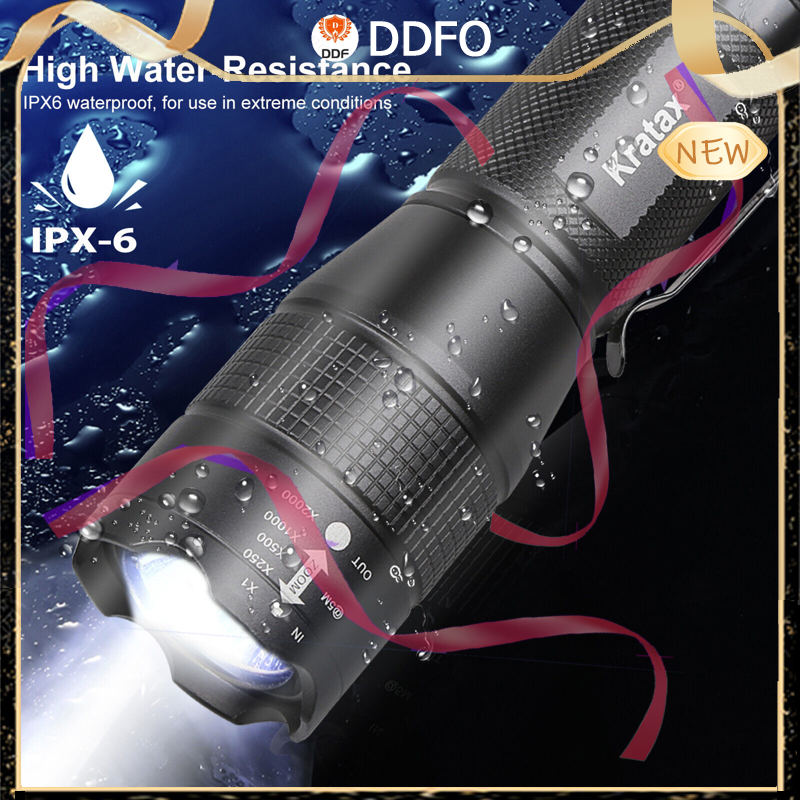 DDF
DDFO
High Water Resistance
IPX6 waterproof, for use in extreme conditions
IPX-6
Kratax®
NEW
X2000
X1000
X500
X250
X1
ZOOM
OUT
IN
@5M